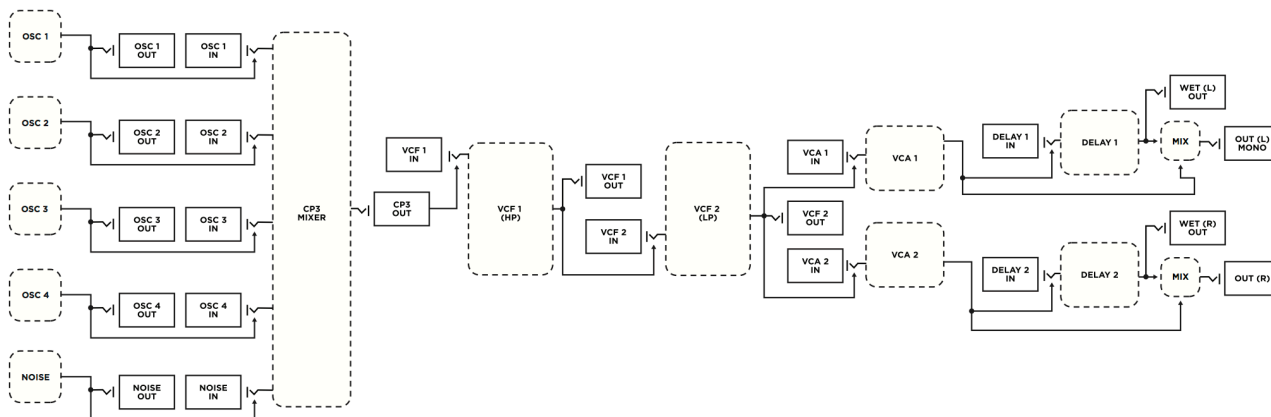 OSC 1
OSC 1
OUT
OSC 1
IN
OSC 2
OSC 2
OUT
OSC 2
IN
OSC 3
OSC 3
OUT
OSC 3
IN
OSC 4
OSC 4
OUT
OSC 4
IN
NOISE
NOISE
OUT
NOISE
IN
CP3
MIXER
CP3
OUT
VCF 1
IN
VCF 1
(HP)
VCF 1
OUT
VCF 2
IN
VCF 2
(LP)
VCA 1
IN
VCF 2
OUT
VCA 2
IN
VCA 1
VCA 2
DELAY 1
IN
DELAY 1
WET (L)
OUT
MIX
OUT (L)
MONO
DELAY 2
IN
DELAY 2
WET (R)
OUT
MIX
OUT (R)